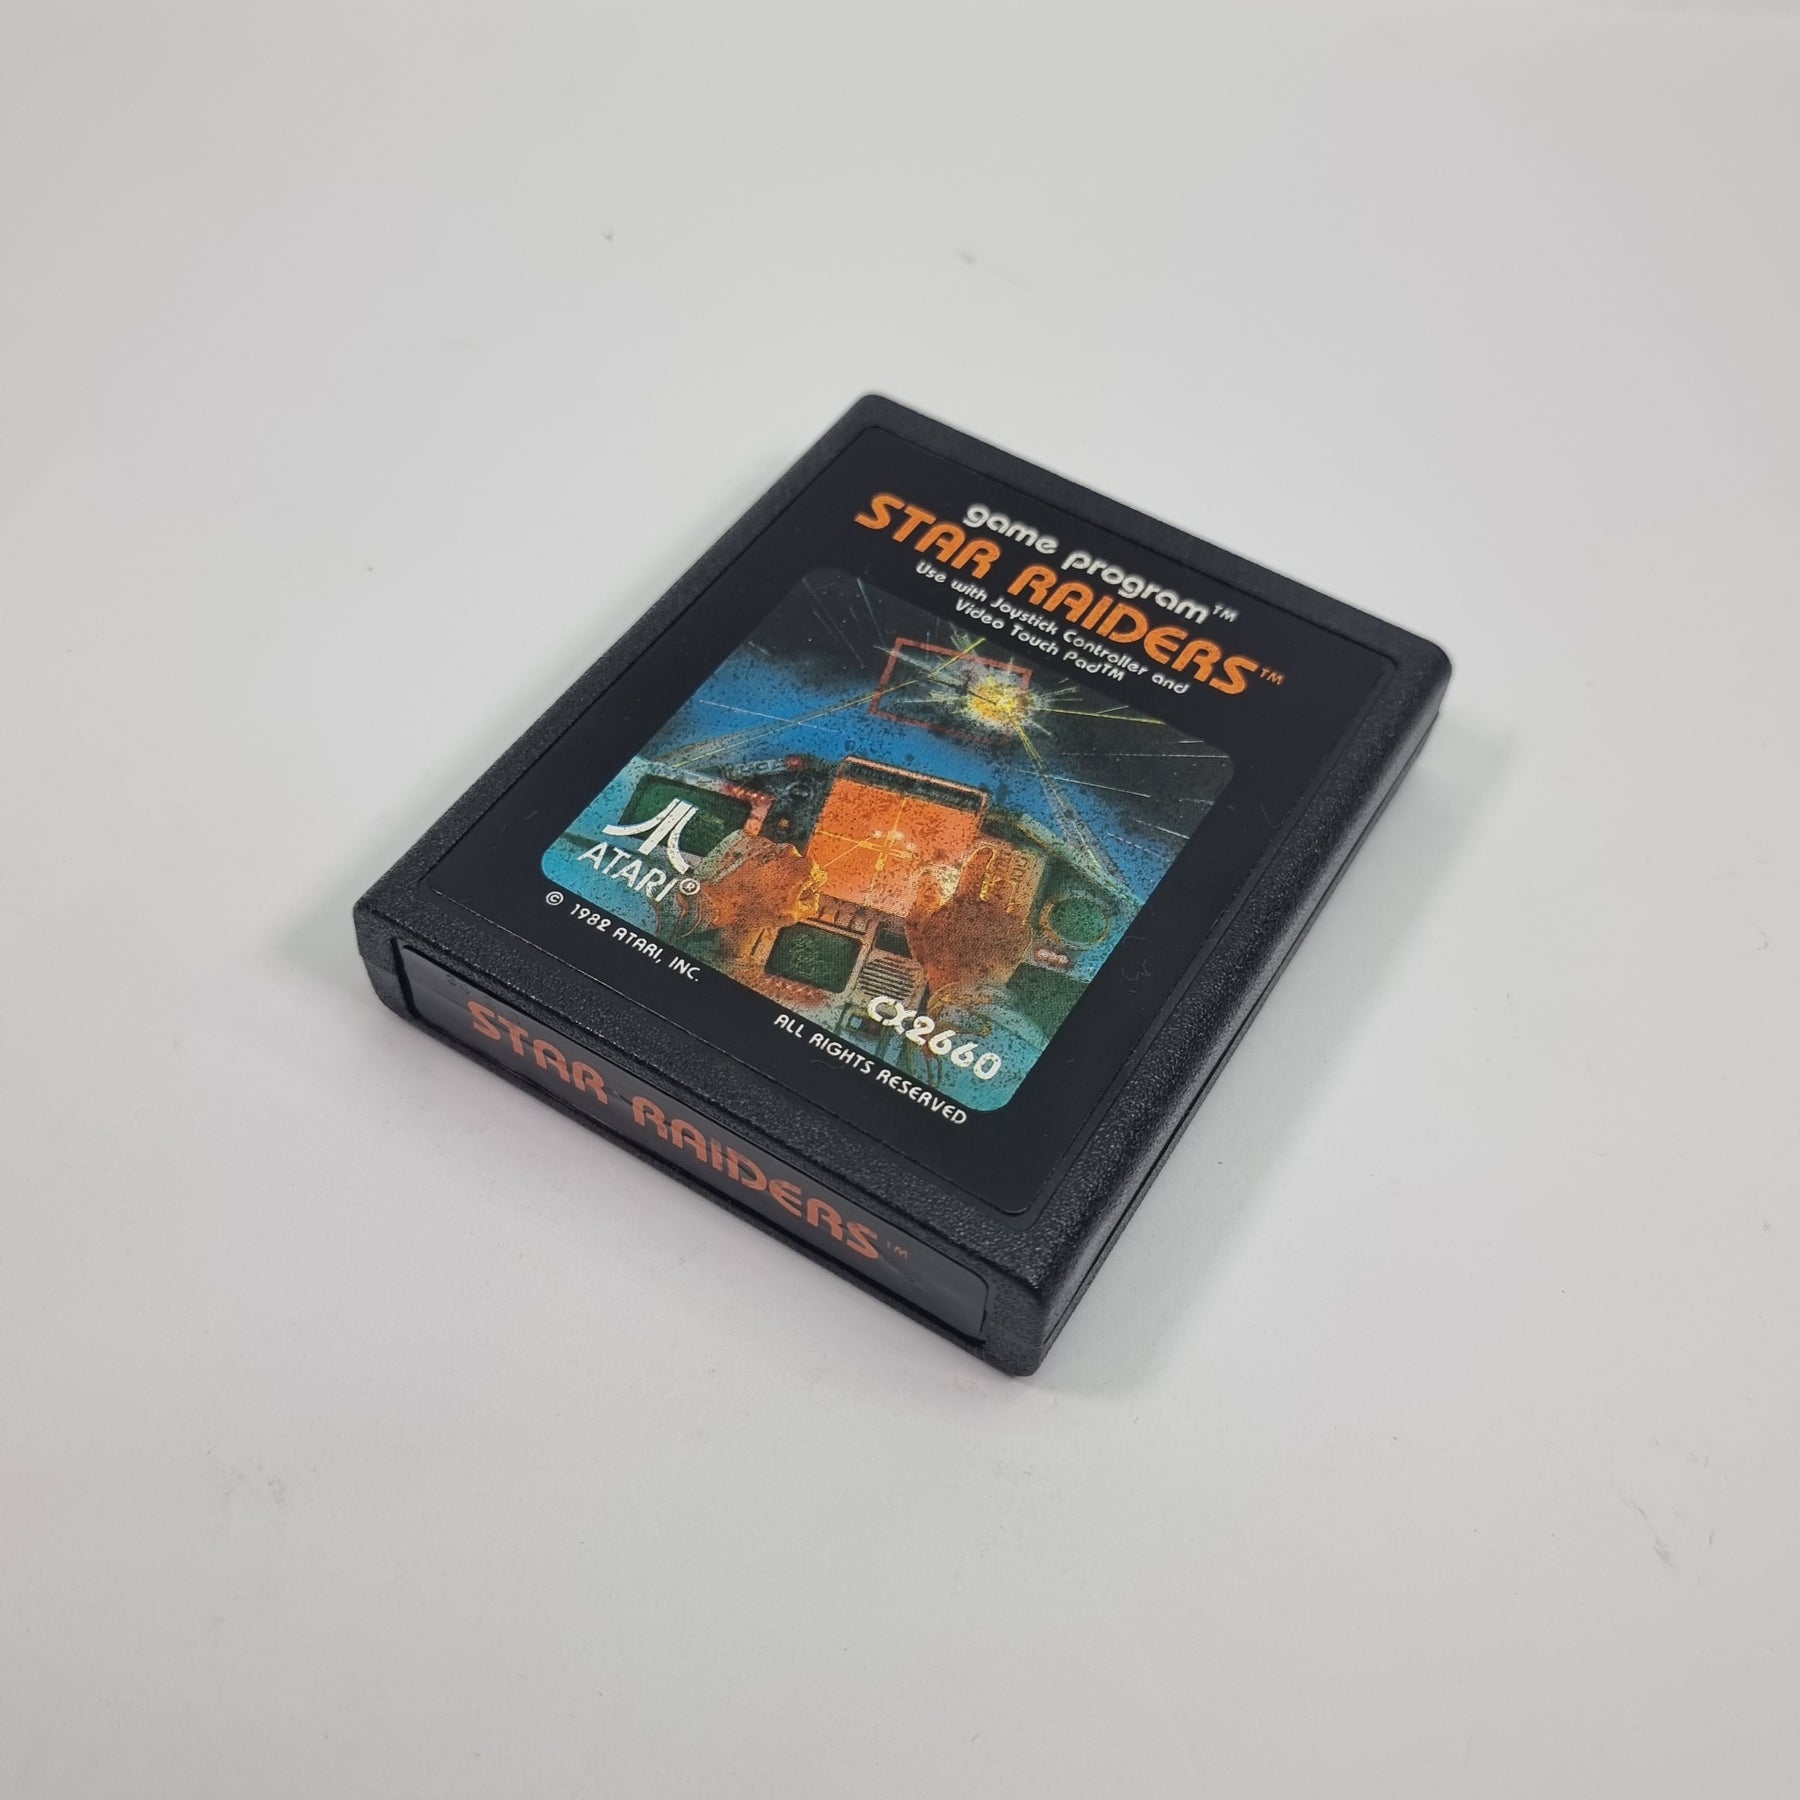 game program™
STAR RAIDERS™
Use with Joystick Controller and
Video Touch Pad™
ATARI®
CX2660
© 1982 ATARI, INC.
ALL RIGHTS RESERVED
STAR RAIDERS™